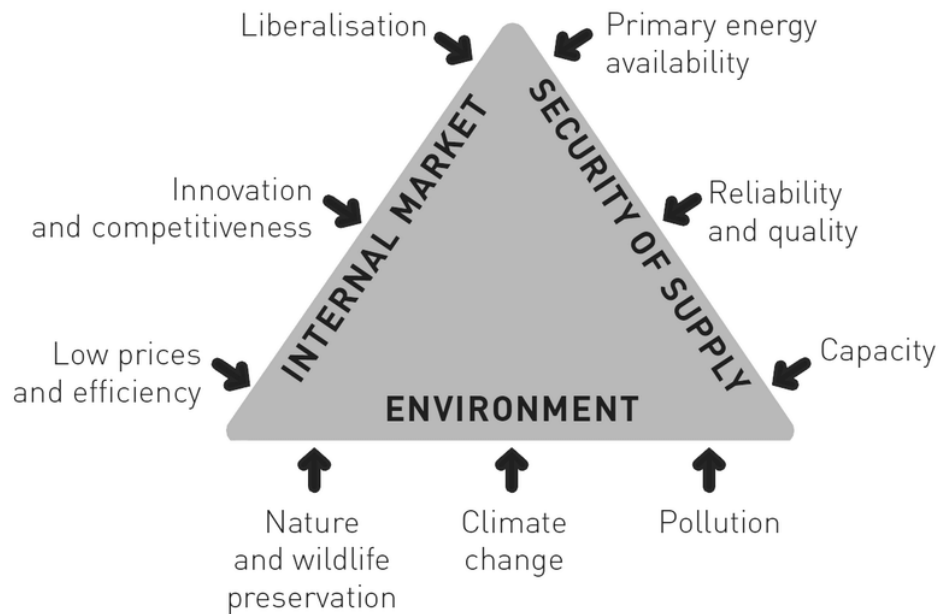 Liberalisation
Primary energy
availability
INTERNAL MARKET
SECURITY OF SUPPLY
Innovation
and competitiveness
Reliability
and quality
Low prices
and efficiency
Capacity
ENVIRONMENT
Nature
and wildlife
preservation
Climate
change
Pollution